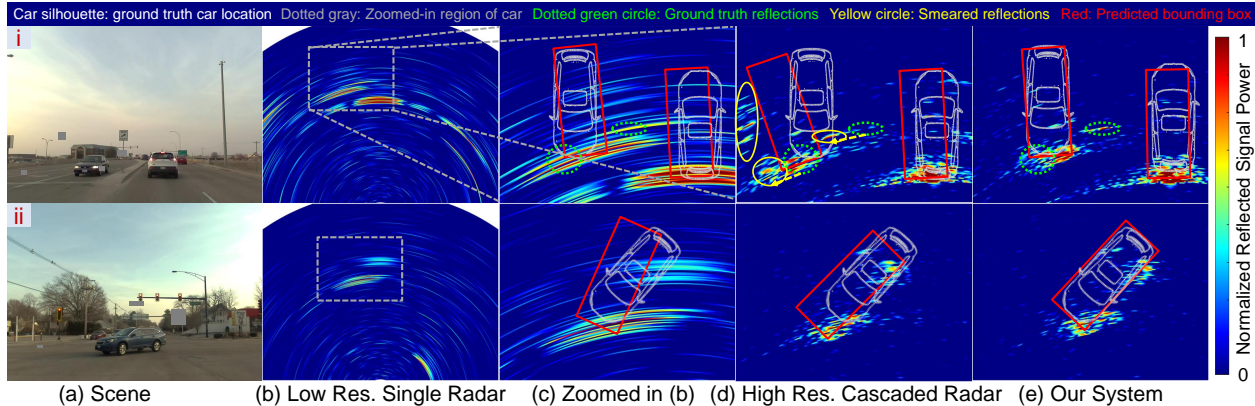 Car silhouette: ground truth car location Dotted gray: Zoomed-in region of car Dotted green circle: Ground truth reflections Yellow circle: Smeared reflections Red: Predicted bounding box
i
ii
1
Normalized Reflected Signal Power
0
(a) Scene (b) Low Res. Single Radar (c) Zoomed in (b) (d) High Res. Cascaded Radar (e) Our System